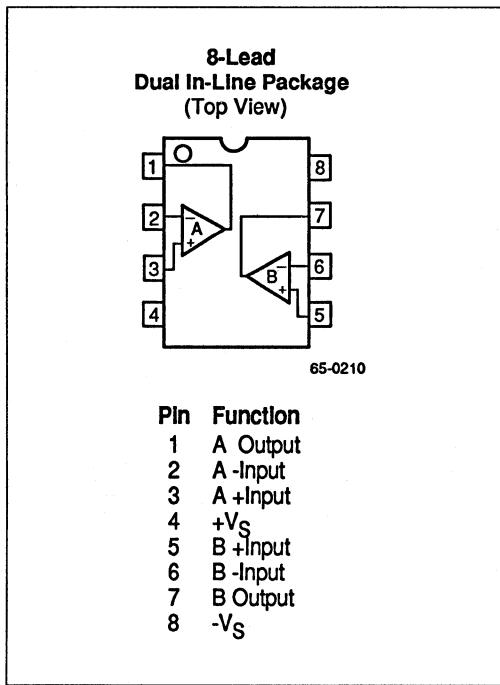 8-Lead
Dual In-Line Package
(Top View)
1
8
2
− A +
7
3
− B +
6
4
5
65-0210
Pin Function
1 A Output
2 A -Input
3 A +Input
4 +VS
5 B +Input
6 B -Input
7 B Output
8 -VS